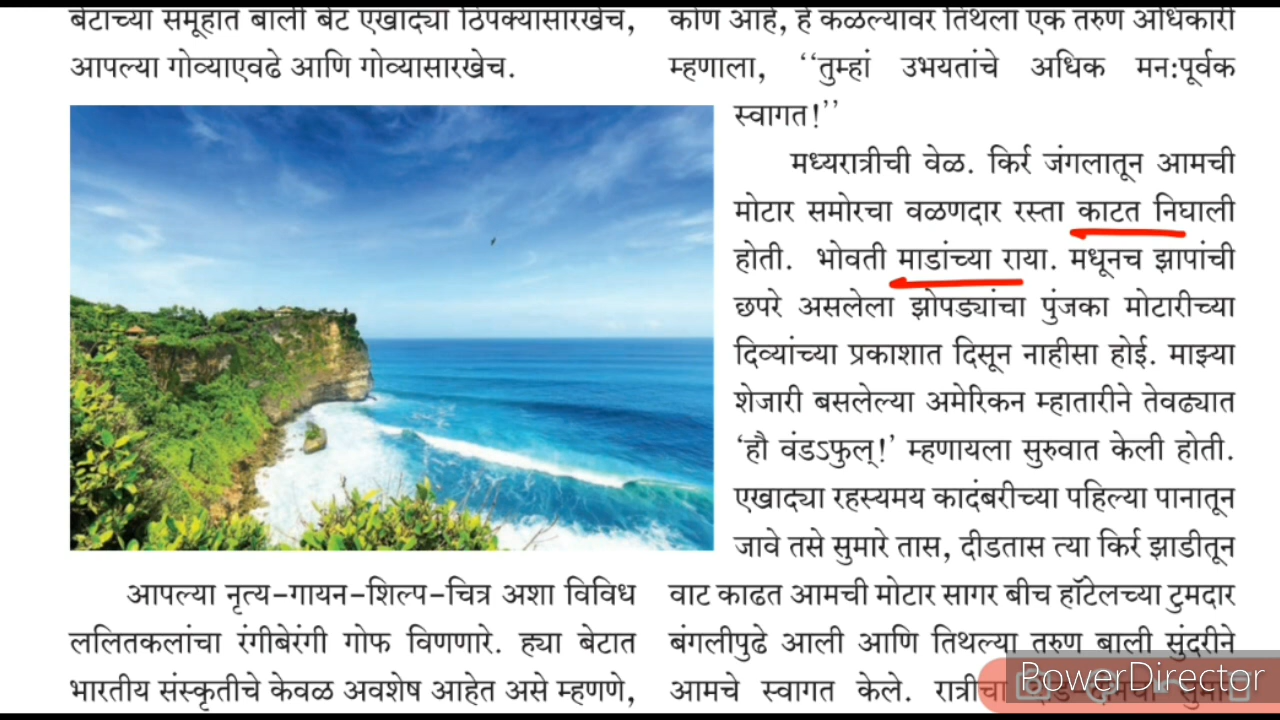 बेटाच्या समूहात बाली बेट एखाद्या ठिपक्यासारखेच,
आपल्या गोव्याएवढे आणि गोव्यासारखेच.
आपल्या नृत्य-गायन-शिल्प-चित्र अशा विविध
ललितकलांचा रंगीबेरंगी गोफ विणणारे. ह्या बेटात
भारतीय संस्कृतीचे केवळ अवशेष आहेत असे म्हणणे,
कोण आहे, हे कळल्यावर तिथला एक तरुण अधिकारी
म्हणाला, ‘‘तुम्हां उभयतांचे अधिक मन:पूर्वक
स्वागत!’’
मध्यरात्रीची वेळ. किर्र जंगलातून आमची
मोटार समोरचा वळणदार रस्ता काटत निघाली
होती. भोवती माडांच्या राया. मधूनच झापांची
छपरे असलेला झोपड्यांचा पुंजका मोटारीच्या
दिव्यांच्या प्रकाशात दिसून नाहीसा होई. माझ्या
शेजारी बसलेल्या अमेरिकन म्हातारीने तेवढ्यात
‘हौ वंडऽफुल्!’ म्हणायला सुरुवात केली होती.
एखाद्या रहस्यमय कादंबरीच्या पहिल्या पानातून
जावे तसे सुमारे तास, दीडतास त्या किर्र झाडीतून
वाट काढत आमची मोटार सागर बीच हॉटेलच्या टुमदार
बंगलीपुढे आली आणि तिथल्या तरुण बाली सुंदरीने
आमचे स्वागत केले. रात्रीचा
PowerDirector